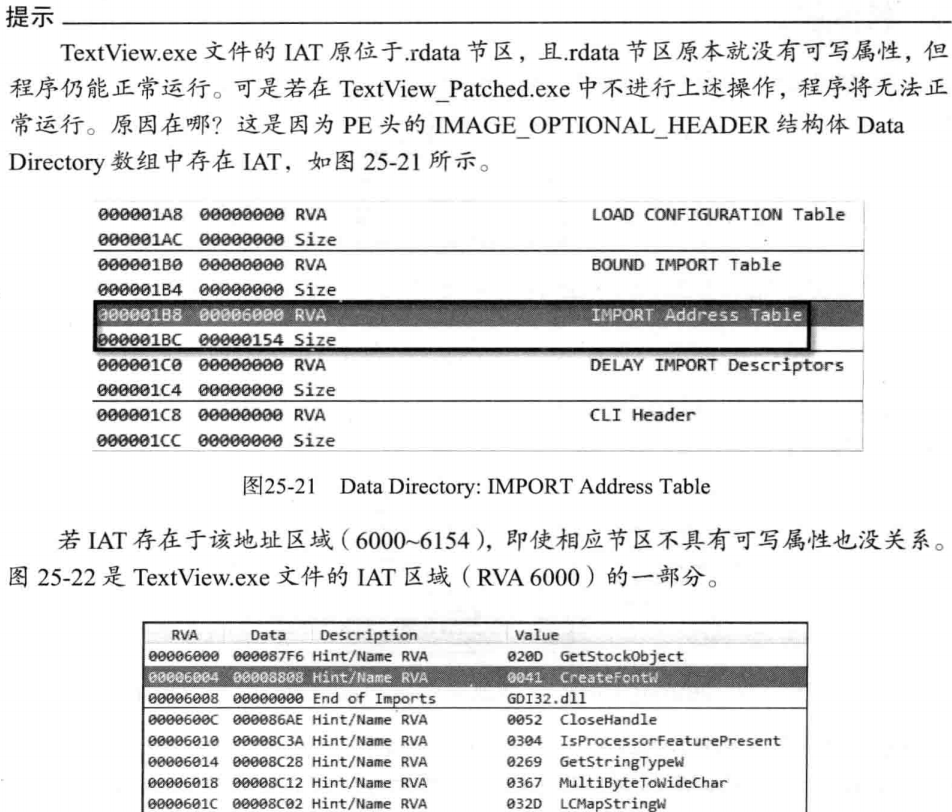 提示
TextView.exe 文件的 IAT 原位于.rdata 节区，且.rdata 节区原本就没有可写属性，但
程序仍能正常运行。可是若在 TextView_Patched.exe 中不进行上述操作，程序将无法正
常运行。原因在哪？这是因为 PE 头的 IMAGE_OPTIONAL_HEADER 结构体 Data
Directory 数组中存在 IAT，如图 25-21 所示。
000001A8 00000000 RVA LOAD CONFIGURATION Table
000001AC 00000000 Size
000001B0 00000000 RVA BOUND IMPORT Table
000001B4 00000000 Size
000001B8 00006000 RVA IMPORT Address Table
000001BC 00000154 Size
000001C0 00000000 RVA DELAY IMPORT Descriptors
000001C4 00000000 Size
000001C8 00000000 RVA CLI Header
000001CC 00000000 Size
图25-21 Data Directory: IMPORT Address Table
若 IAT 存在于该地址区域（6000~6154），即使相应节区不具有可写属性也没关系。
图 25-22 是 TextView.exe 文件的 IAT 区域（RVA 6000）的一部分。
RVA Data Description Value
00006000 000087F6 Hint/Name RVA 020D GetStockObject
00006004 00008808 Hint/Name RVA 0041 CreateFontW
00006008 00000000 End of Imports GDI32.dll
0000600C 000086AE Hint/Name RVA 0052 CloseHandle
00006010 00008C3A Hint/Name RVA 0304 IsProcessorFeaturePresent
00006014 00008C28 Hint/Name RVA 0269 GetStringTypeW
00006018 00008C12 Hint/Name RVA 0367 MultiByteToWideChar
0000601C 00008C02 Hint/Name RVA 032D LCMapStringW